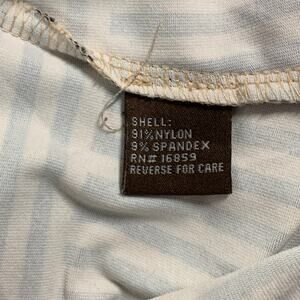 SHELL:
91% NYLON
9% SPANDEX
RN# 16859
REVERSE FOR CARE